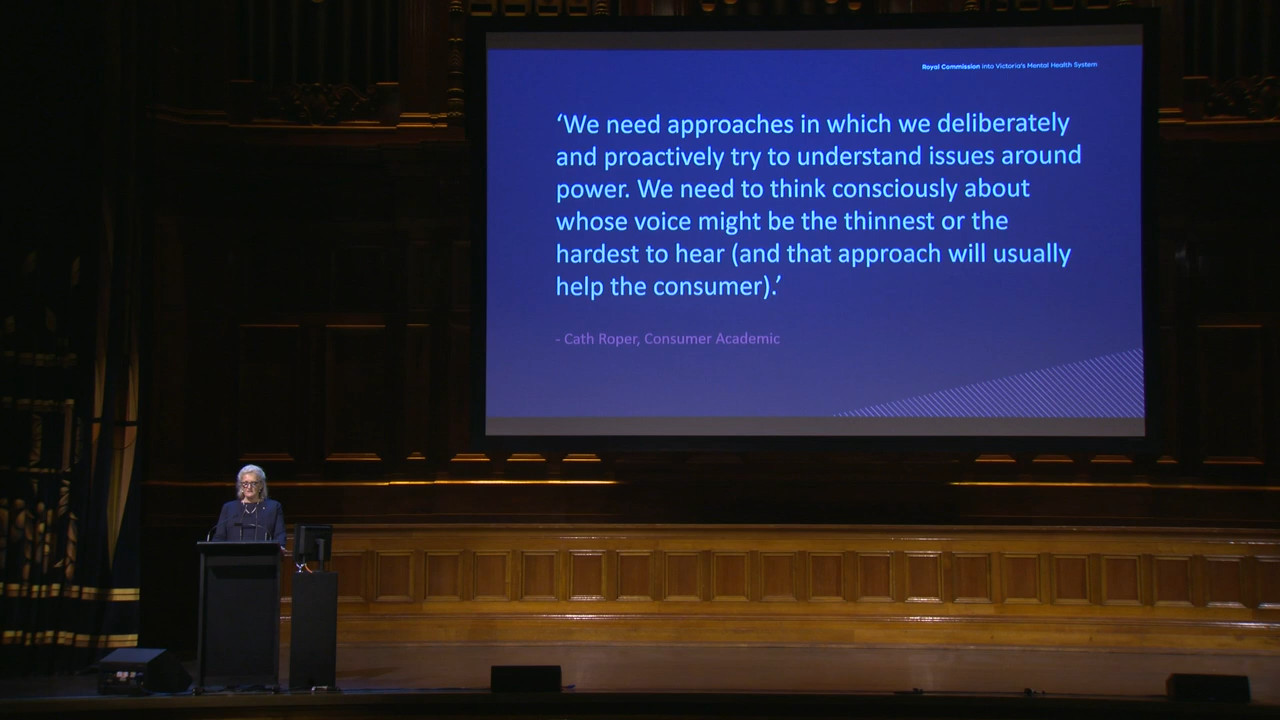 Royal Commission into Victoria's Mental Health System
‘We need approaches in which we deliberately
and proactively try to understand issues around
power. We need to think consciously about
whose voice might be the thinnest or the
hardest to hear (and that approach will usually
help the consumer).’
- Cath Roper, Consumer Academic